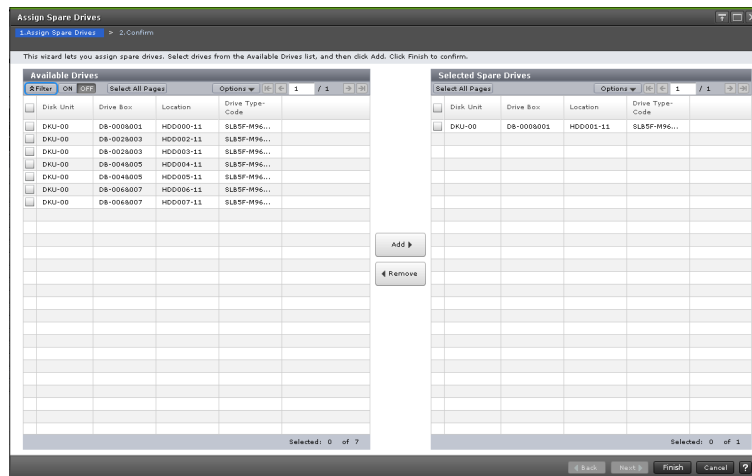 Assign Spare Drives
1.Assign Spare Drives > 2.Confirm
This wizard lets you assign spare drives. Select drives from the Available Drives list, and then click Add. Click Finish to confirm.
Available Drives
Filter ON OFF Select All Pages Options 1 / 1
Disk Unit Drive Box Location Drive Type-Code
DKU-00 DB-000&001 HDD000-11 SLB5F-M96...
DKU-00 DB-002&003 HDD002-11 SLB5F-M96...
DKU-00 DB-002&003 HDD003-11 SLB5F-M96...
DKU-00 DB-004&005 HDD004-11 SLB5F-M96...
DKU-00 DB-004&005 HDD005-11 SLB5F-M96...
DKU-00 DB-006&007 HDD006-11 SLB5F-M96...
DKU-00 DB-006&007 HDD007-11 SLB5F-M96...
Selected: 0 of 7
Add
Remove
Selected Spare Drives
Select All Pages Options 1 / 1
Disk Unit Drive Box Location Drive Type-Code
DKU-00 DB-000&001 HDD001-11 SLB5F-M96...
Selected: 0 of 1
Back Next Finish Cancel ?